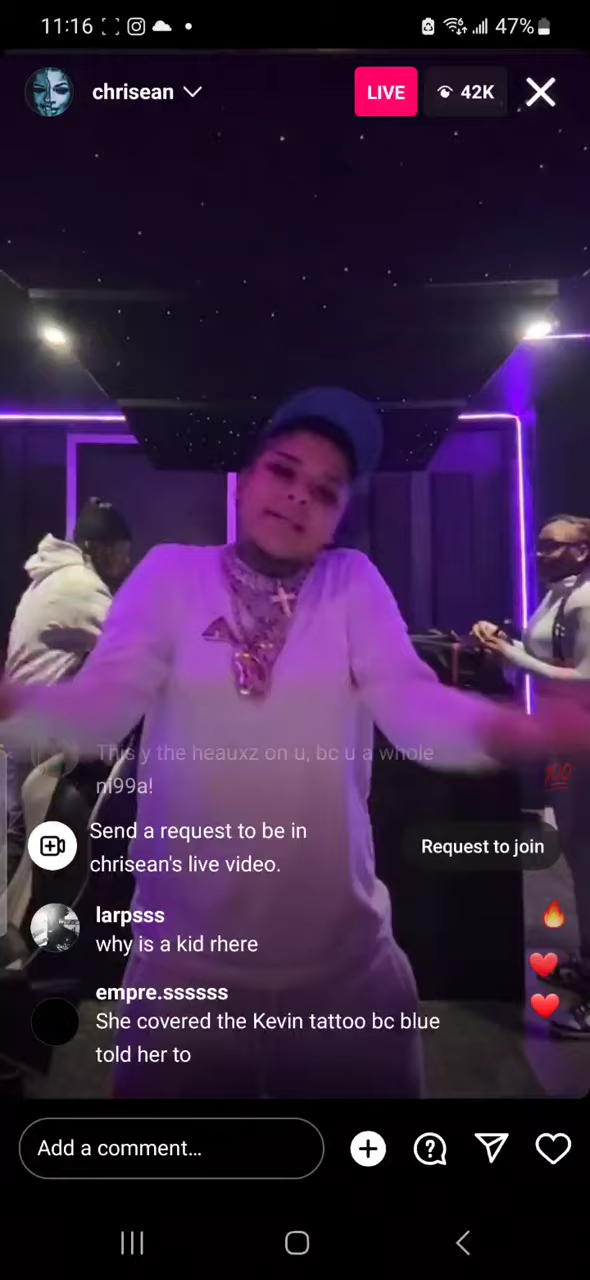 11:16
47%
chrisean
LIVE
42K
This y the heauxz on u, bc u a whole
ni99a!
💯
Send a request to be in
chrisean's live video.
Request to join
larpsss
why is a kid rhere
empre.ssssss
She covered the Kevin tattoo bc blue
told her to
Add a comment...